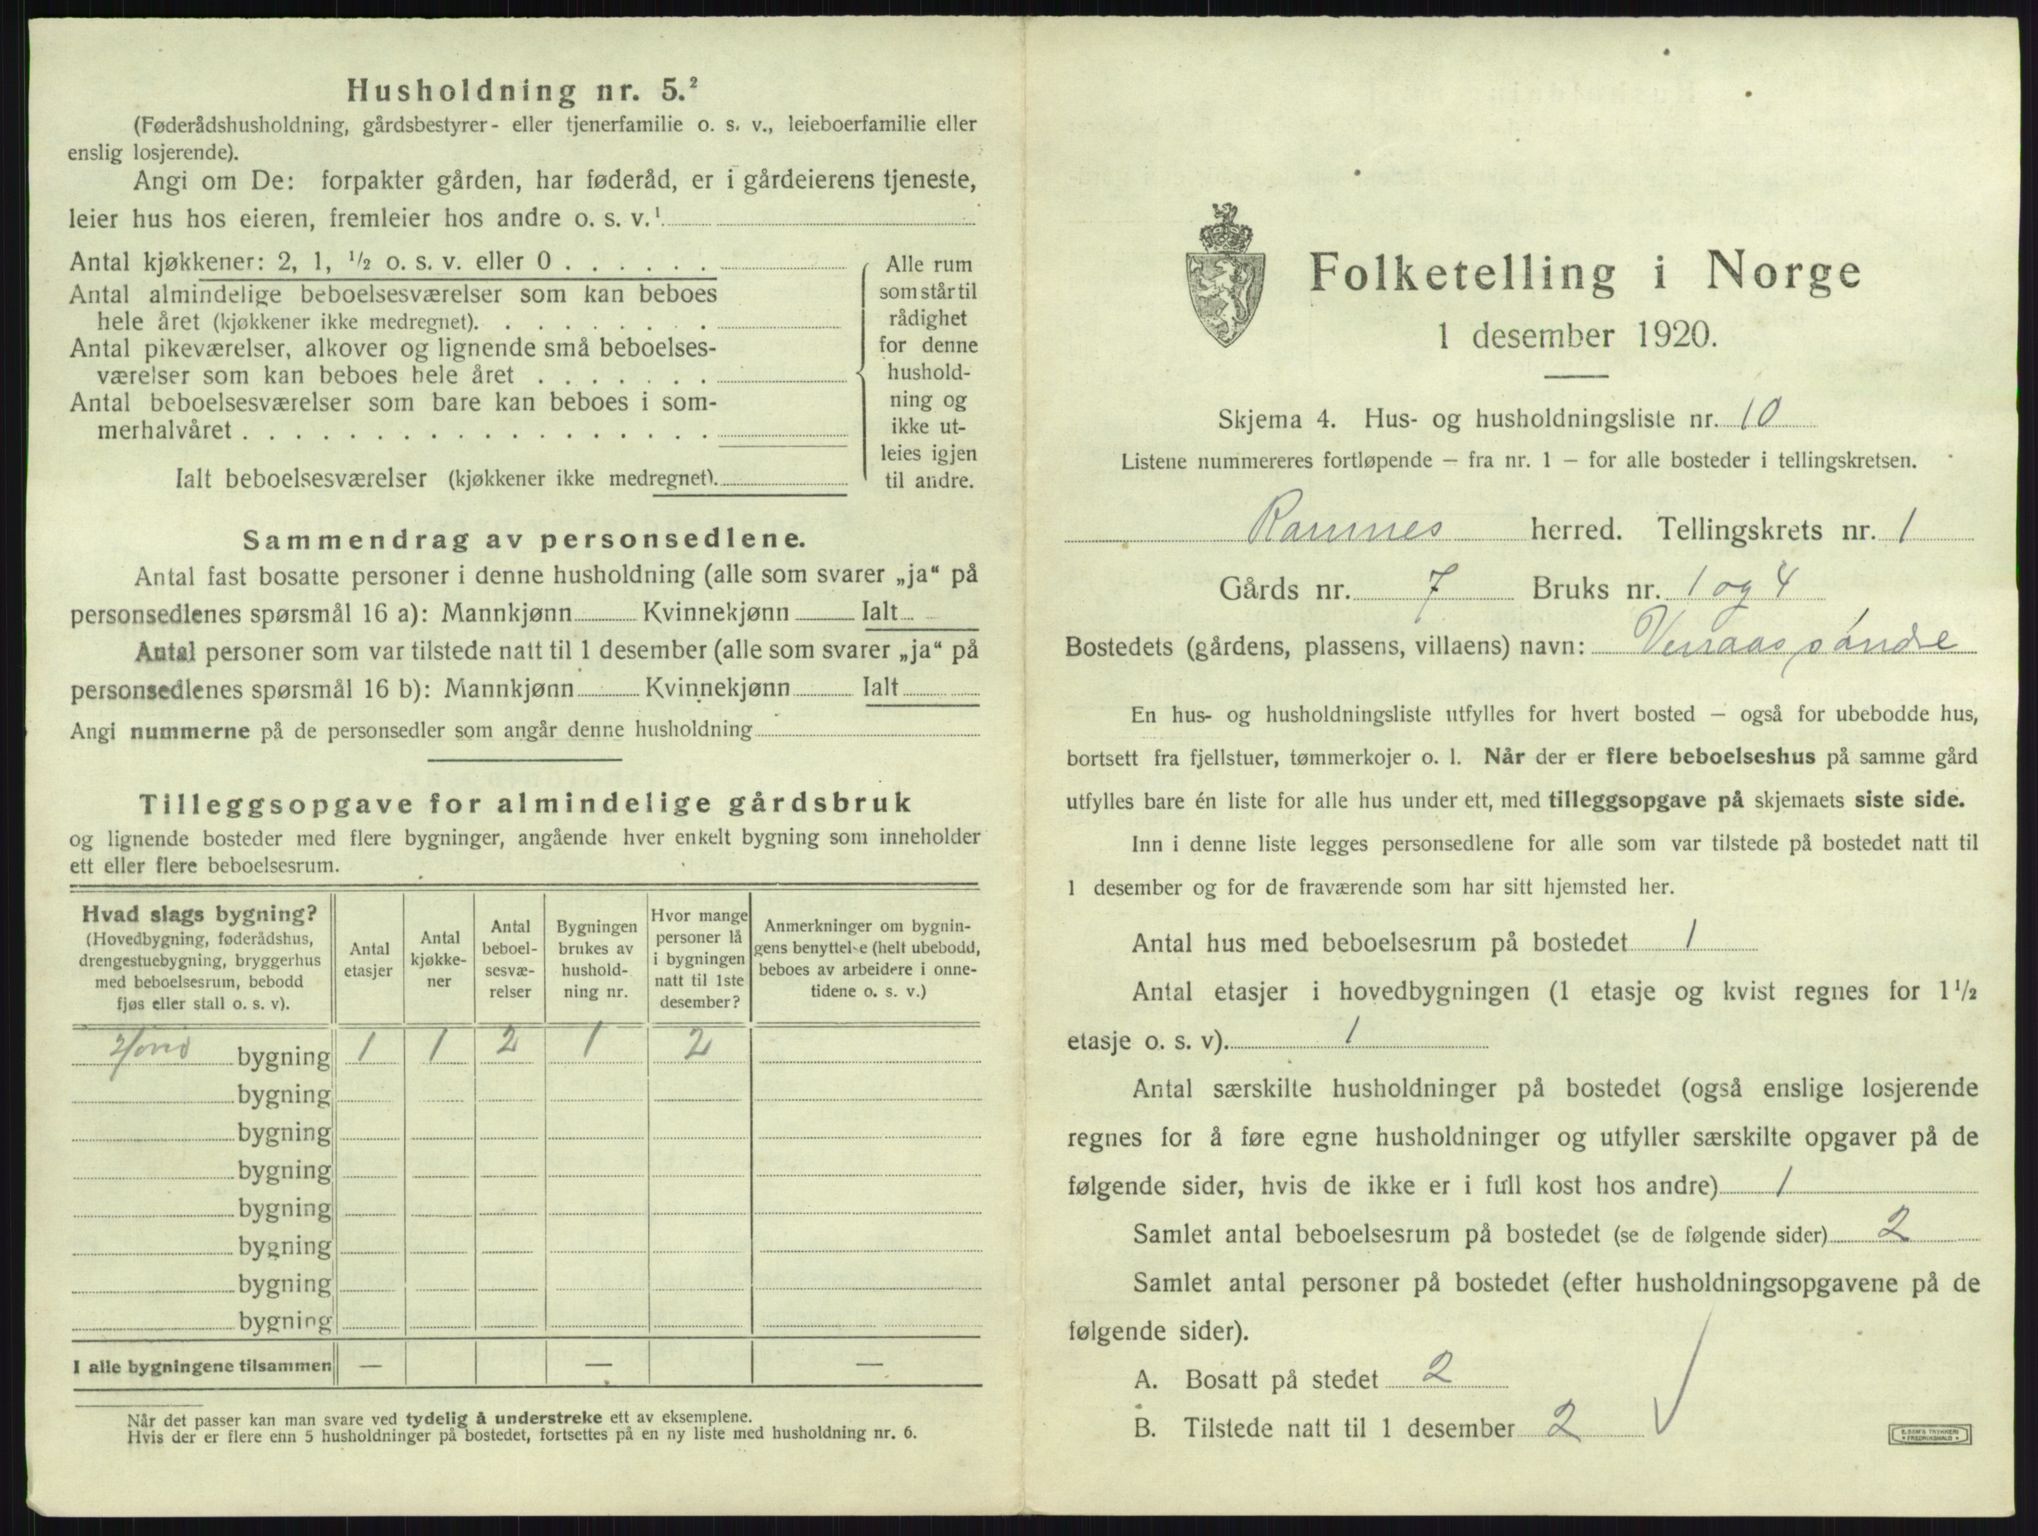 Husholdning nr. 5.²
(Føderådshusholdning, gårdsbestyrer- eller tjenerfamilie o. s. v., leieboerfamilie eller
enslig losjerende).
Angi om De: forpakter gården, har føderåd, er i gårdeierens tjeneste,
leier hus hos eieren, fremleier hos andre o. s. v.¹
Antal kjøkkener: 2, 1, ½ o. s. v. eller 0
Antal almindelige beboelsesværelser som kan beboes
hele året (kjøkkener ikke medregnet).
Antal pikeværelser, alkover og lignende små beboelses-
værelser som kan beboes hele året
Antal beboelsesværelser som bare kan beboes i som-
merhalvåret
Ialt beboelsesværelser (kjøkkener ikke medregnet).
Alle rum
som står til
rådighet
for denne
hushold-
ning og
ikke ut-
leies igjen
til andre.
Sammendrag av personsedlene.
Antal fast bosatte personer i denne husholdning (alle som svarer „ja“ på
personsedlenes spørsmål 16 a): Mannkjønn Kvinnekjønn Ialt
Antal personer som var tilstede natt til 1 desember (alle som svarer „ja“ på
personsedlenes spørsmål 16 b): Mannkjønn Kvinnekjønn Ialt
Angi nummerne på de personsedler som angår denne husholdning
Tilleggsopgave for almindelige gårdsbruk
og lignende bosteder med flere bygninger, angående hver enkelt bygning som inneholder
ett eller flere beboelsesrum.
Hvad slags bygning?
(Hovedbygning, føderådshus,
drengestuebygning, bryggerhus
med beboelsesrum, bebodd
fjøs eller stall o. s. v).
Antal
etasjer
Antal
kjøkke-
ner
Antal
beboel-
sesvæ-
relser
Bygningen
brukes av
hushold-
ning nr.
Hvor mange
personer lå
i bygningen
natt til 1ste
desember?
Anmerkninger om bygnin-
gens benyttelse (helt ubebodd,
beboes av arbeidere i onne-
tidene o. s. v.)
Hovedbygning 1 1 2 1 2
bygning
bygning
bygning
bygning
bygning
bygning
bygning
I alle bygningene tilsammen — — —
Når det passer kan man svare ved tydelig å understreke ett av eksemplene.
Hvis der er flere enn 5 husholdninger på bostedet, fortsettes på en ny liste med husholdning nr. 6.
Folketelling i Norge
1 desember 1920.
Skjema 4. Hus- og husholdningsliste nr. 10
Listene nummereres fortløpende — fra nr. 1 — for alle bosteder i tellingskretsen.
Ramnes herred. Tellingskrets nr. 1
Gårds nr. 7 Bruks nr. 1 og 4
Bostedets (gårdens, plassens, villaens) navn: søndre
En hus- og husholdningsliste utfylles for hvert bosted — også for ubebodde hus,
bortsett fra fjellstuer, tømmerkojer o. l. Når der er flere beboelseshus på samme gård
utfylles bare én liste for alle hus under ett, med tilleggsopgave på skjemaets siste side.
Inn i denne liste legges personsedlene for alle som var tilstede på bostedet natt til
1 desember og for de fraværende som har sitt hjemsted her.
Antal hus med beboelsesrum på bostedet 1
Antal etasjer i hovedbygningen (1 etasje og kvist regnes for 1½
etasje o. s. v). 1
Antal særskilte husholdninger på bostedet (også enslige losjerende
regnes for å føre egne husholdninger og utfyller særskilte opgaver på de
følgende sider, hvis de ikke er i full kost hos andre) 1
Samlet antal beboelsesrum på bostedet (se de følgende sider) 2
Samlet antal personer på bostedet (efter husholdningsopgavene på de
følgende sider).
A. Bosatt på stedet 2
B. Tilstede natt til 1 desember 2